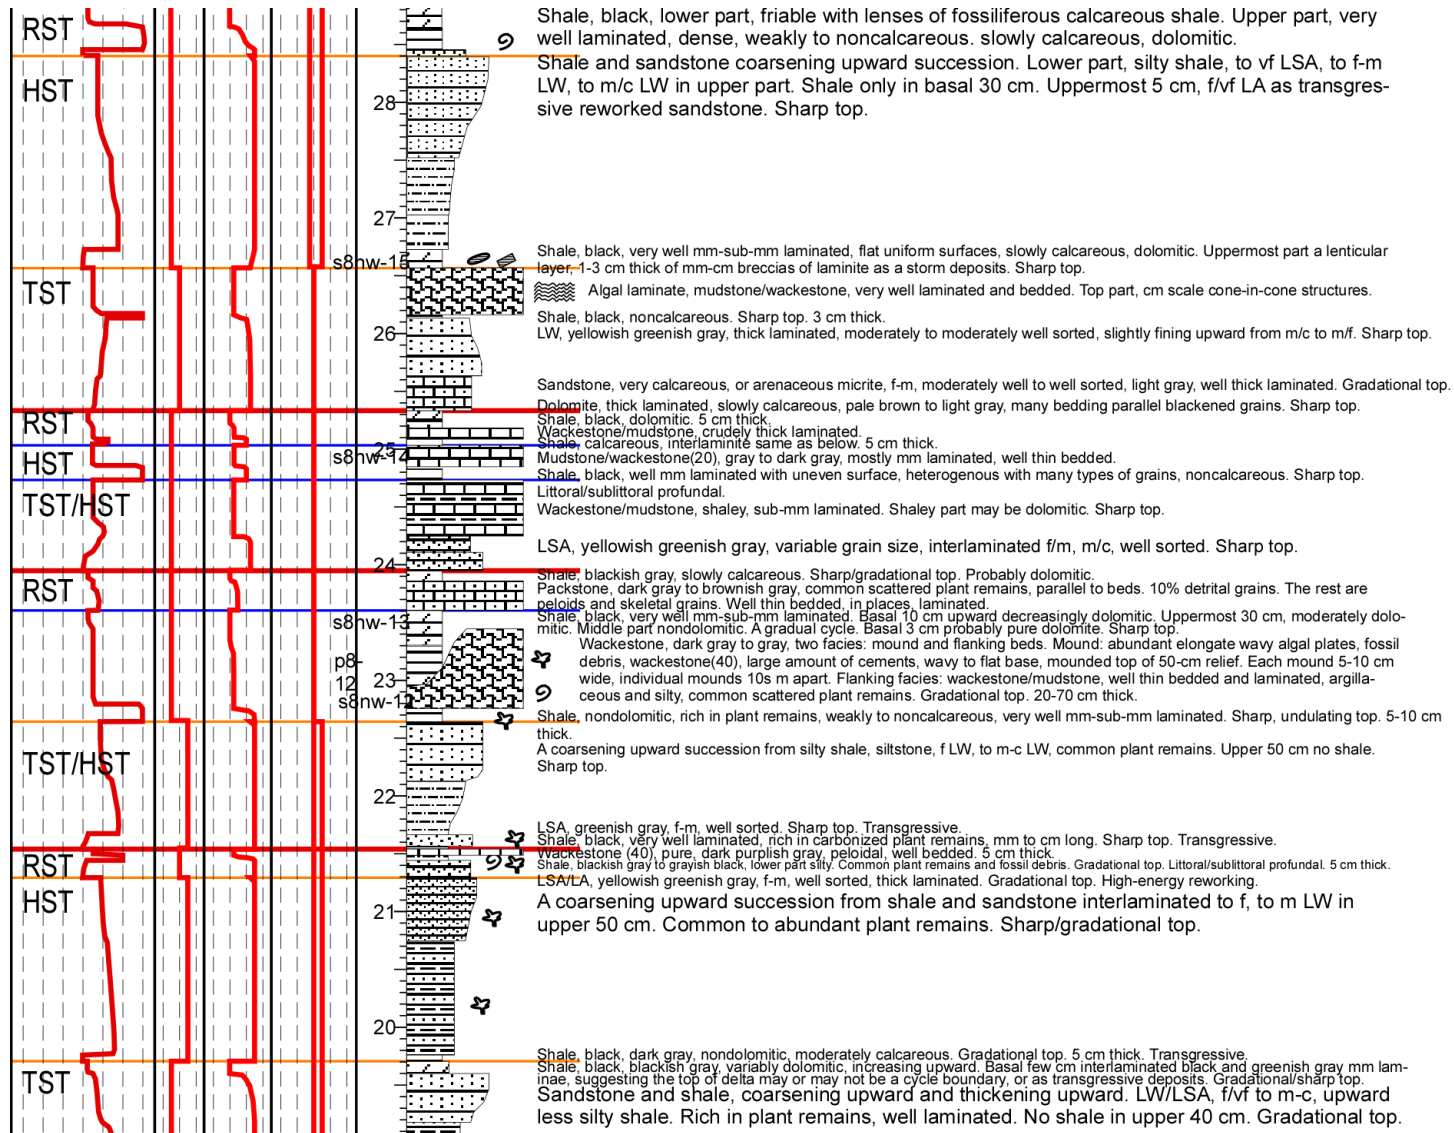 RST
Shale, black, lower part, friable with lenses of fossiliferous calcareous shale. Upper part, very
well laminated, dense, weakly to noncalcareous. slowly calcareous, dolomitic.
HST
28
Shale and sandstone coarsening upward succession. Lower part, silty shale, to vf LSA, to f-m
LW, to m/c LW in upper part. Shale only in basal 30 cm. Uppermost 5 cm, f/vf LA as transgres-
sive reworked sandstone. Sharp top.
27
s8nw-15
Shale, black, very well mm-sub-mm laminated, flat uniform surfaces, slowly calcareous, dolomitic. Uppermost part a lenticular
layer, 1-3 cm thick of mm-cm breccias of laminite as a storm deposits. Sharp top.
TST
Algal laminate, mudstone/wackestone, very well laminated and bedded. Top part, cm scale cone-in-cone structures.
Shale, black, noncalcareous. Sharp top. 3 cm thick.
26
LW, yellowish greenish gray, thick laminated, moderately to moderately well sorted, slightly fining upward from m/c to m/f. Sharp top.
Sandstone, very calcareous, or arenaceous micrite, f-m, moderately well to well sorted, light gray, well thick laminated. Gradational top.
Dolomite, thick laminated, slowly calcareous, pale brown to light gray, many bedding parallel blackened grains. Sharp top.
RST
Shale, black, dolomitic. 5 cm thick.
Wackestone/mudstone, crudely thick laminated.
25
Shale, calcareous, interlaminite same as below. 5 cm thick.
HST
s8nw-14
Mudstone/wackestone(20), gray to dark gray, mostly mm laminated, well thin bedded.
Shale, black, well mm laminated with uneven surface, heterogenous with many types of grains, noncalcareous. Sharp top.
Littoral/sublittoral profundal.
TST/HST
Wackestone/mudstone, shaley, sub-mm laminated. Shaley part may be dolomitic. Sharp top.
LSA, yellowish greenish gray, variable grain size, interlaminated f/m, m/c, well sorted. Sharp top.
24
Shale, blackish gray, slowly calcareous. Sharp/gradational top. Probably dolomitic.
RST
Packstone, dark gray to brownish gray, common scattered plant remains, parallel to beds. 10% detrital grains. The rest are
peloids and skeletal grains. Well thin bedded, in places, laminated.
s8nw-13
Shale, black, very well mm-sub-mm laminated. Basal 10 cm upward decreasingly dolomitic. Uppermost 30 cm, moderately dolo-
mitic. Middle part nondolomitic. A gradual cycle. Basal 3 cm probably pure dolomite. Sharp top.
p8-
12
23
s8nw-12
Wackestone, dark gray to gray, two facies: mound and flanking beds. Mound: abundant elongate wavy algal plates, fossil
debris, wackestone(40), large amount of cements, wavy to flat base, mounded top of 50-cm relief. Each mound 5-10 cm
wide, individual mounds 10s m apart. Flanking facies: wackestone/mudstone, well thin bedded and laminated, argilla-
ceous and silty, common scattered plant remains. Gradational top. 20-70 cm thick.
Shale, nondolomitic, rich in plant remains, weakly to noncalcareous, very well mm-sub-mm laminated. Sharp, undulating top. 5-10 cm
thick.
TST/HST
A coarsening upward succession from silty shale, siltstone, f LW, to m-c LW, common plant remains. Upper 50 cm no shale.
Sharp top.
22
LSA, greenish gray, f-m, well sorted. Sharp top. Transgressive.
Shale, black, very well laminated, rich in carbonized plant remains, mm to cm long. Sharp top. Transgressive.
Wackestone (40), pure, dark purplish gray, peloidal, well bedded. 5 cm thick.
RST
Shale, blackish gray to grayish black, lower part silty. Common plant remains and fossil debris. Gradational top. Littoral/sublittoral profundal. 5 cm thick.
LSA/LA, yellowish greenish gray, f-m, well sorted, thick laminated. Gradational top. High-energy reworking.
HST
21
A coarsening upward succession from shale and sandstone interlaminated to f, to m LW in
upper 50 cm. Common to abundant plant remains. Sharp/gradational top.
20
Shale, black, dark gray, nondolomitic, moderately calcareous. Gradational top. 5 cm thick. Transgressive.
TST
Shale, black, blackish gray, variably dolomitic, increasing upward. Basal few cm interlaminated black and greenish gray mm lam-
inae, suggesting the top of delta may or may not be a cycle boundary, or as transgressive deposits. Gradational/sharp top.
Sandstone and shale, coarsening upward and thickening upward. LW/LSA, f/vf to m-c, upward
less silty shale. Rich in plant remains, well laminated. No shale in upper 40 cm. Gradational top.